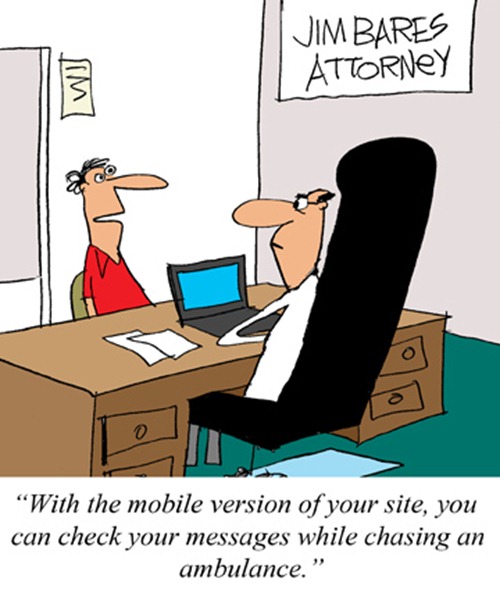 JIM BARES
ATTORNEY
“With the mobile version of your site, you
can check your messages while chasing an
ambulance.”